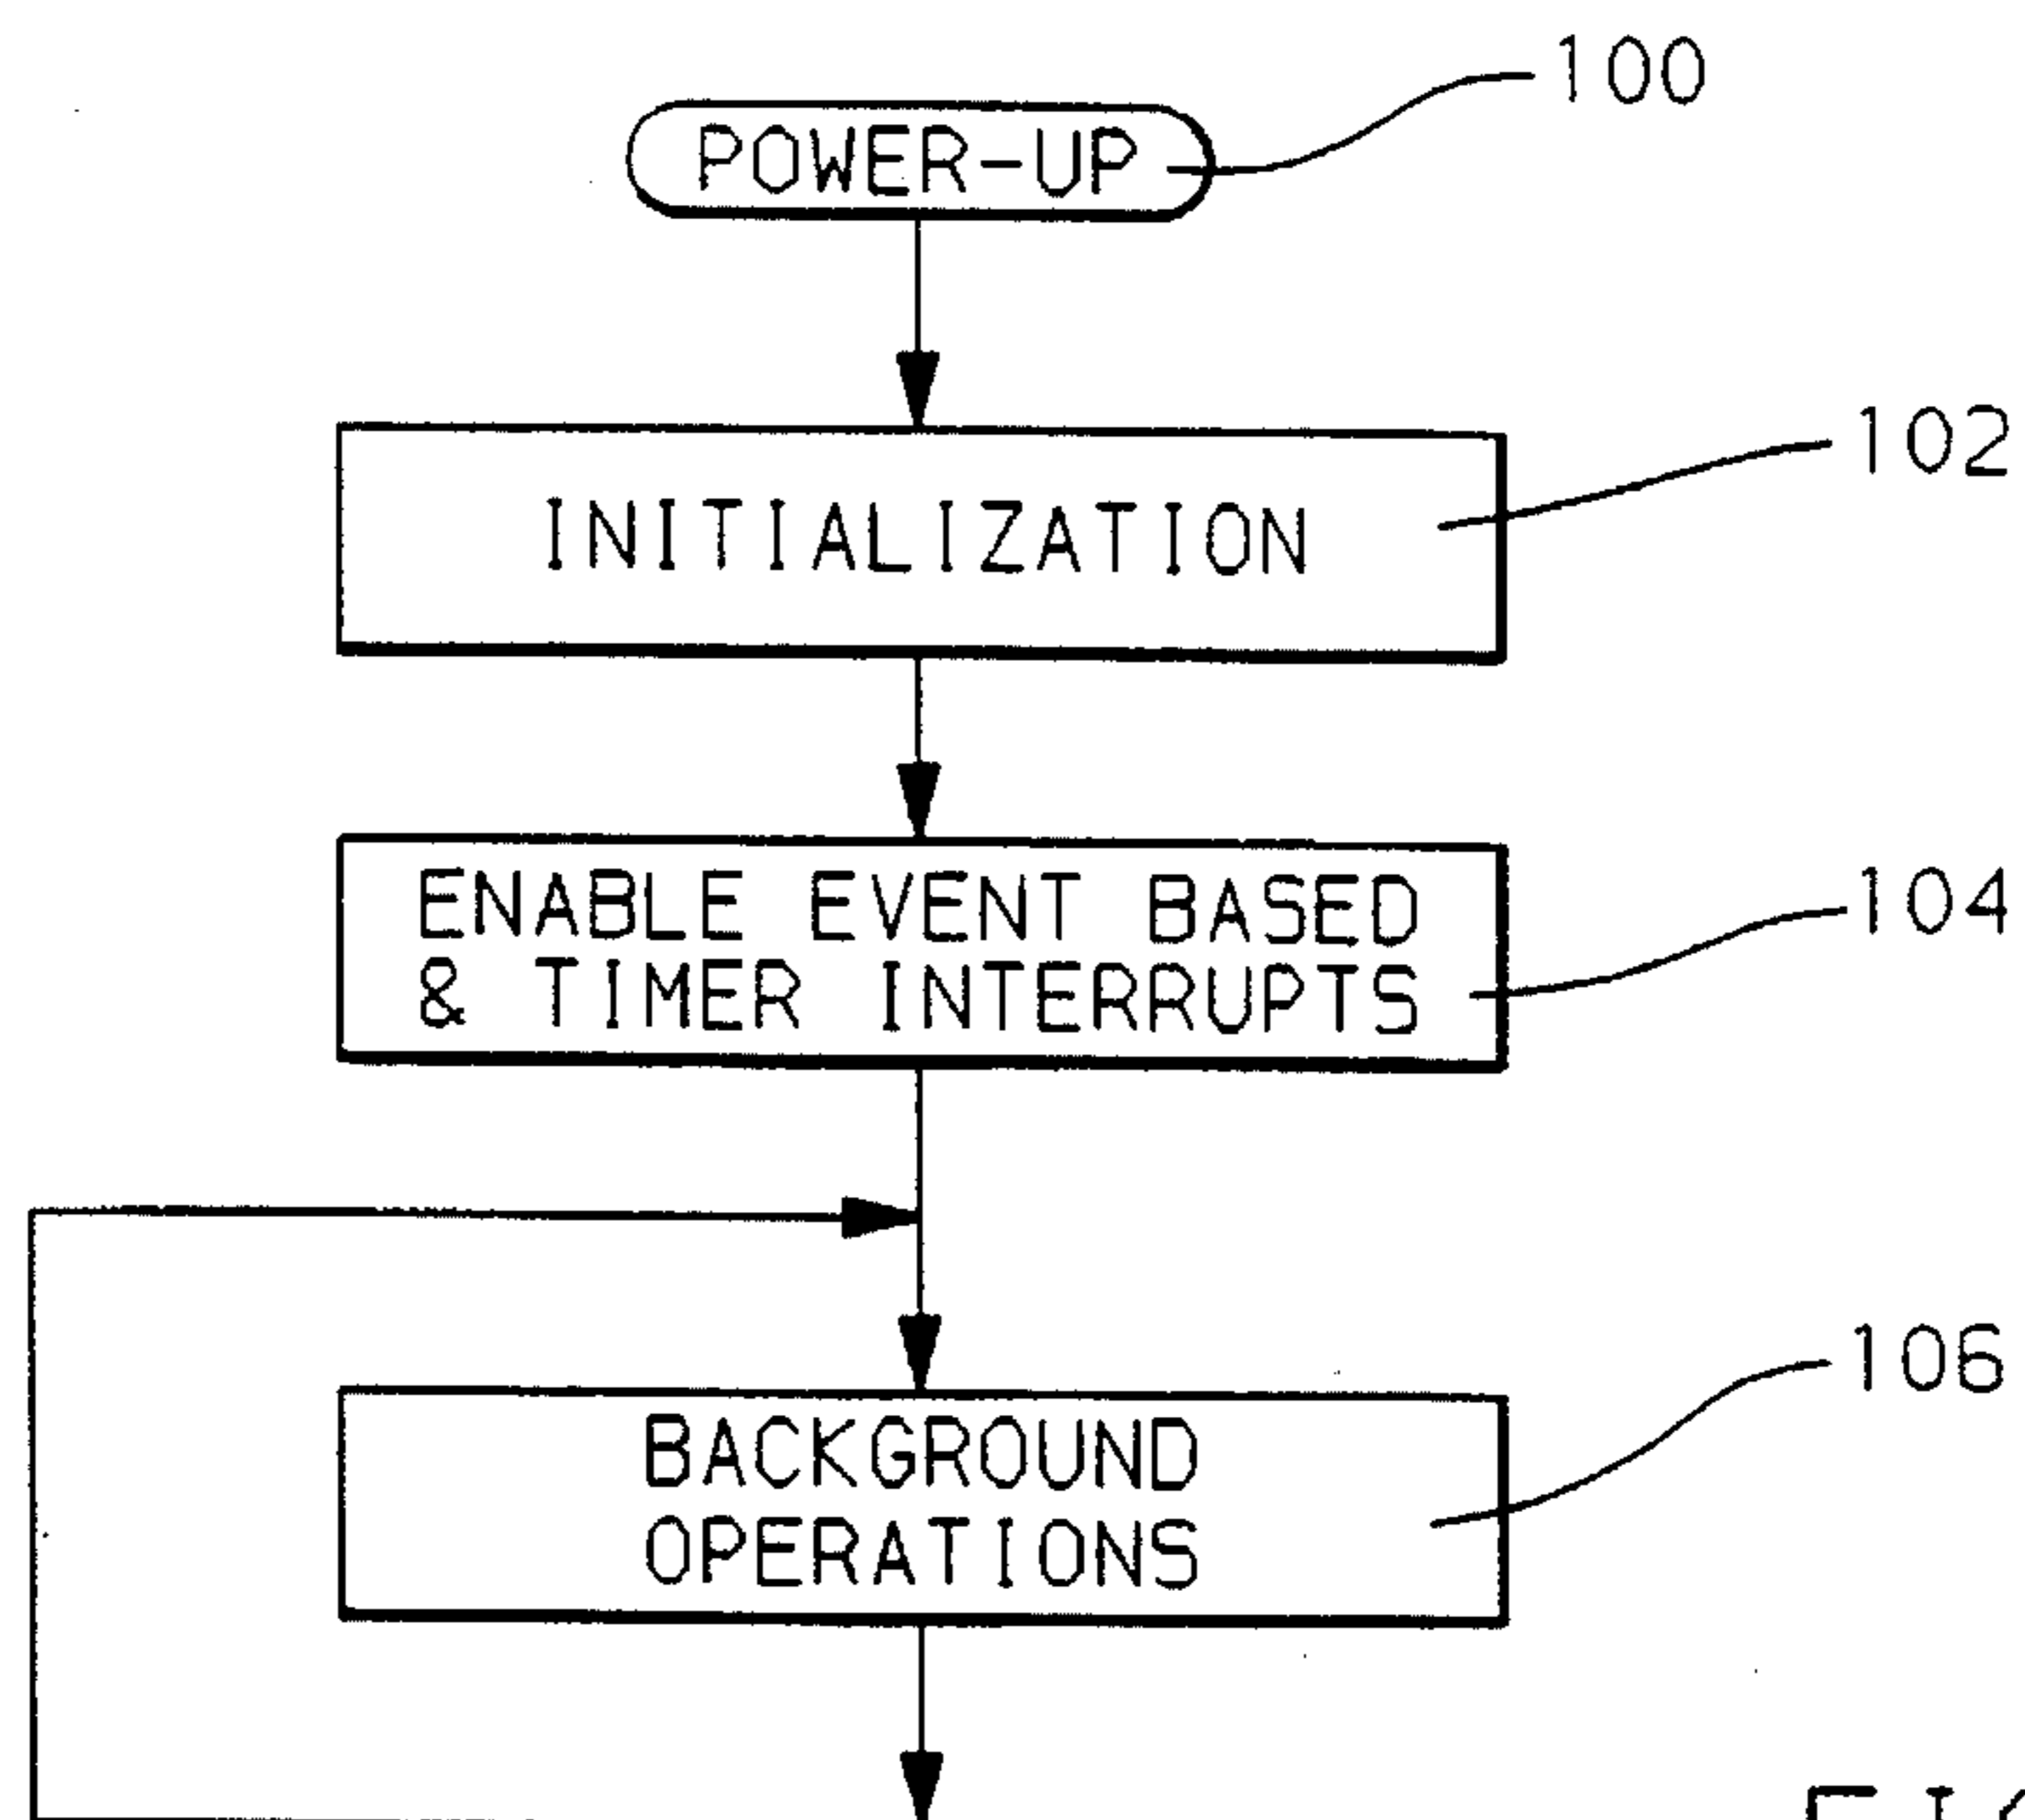 100
POWER-UP
102
INITIALIZATION
104
ENABLE EVENT BASED
& TIMER INTERRUPTS
106
BACKGROUND
OPERATIONS